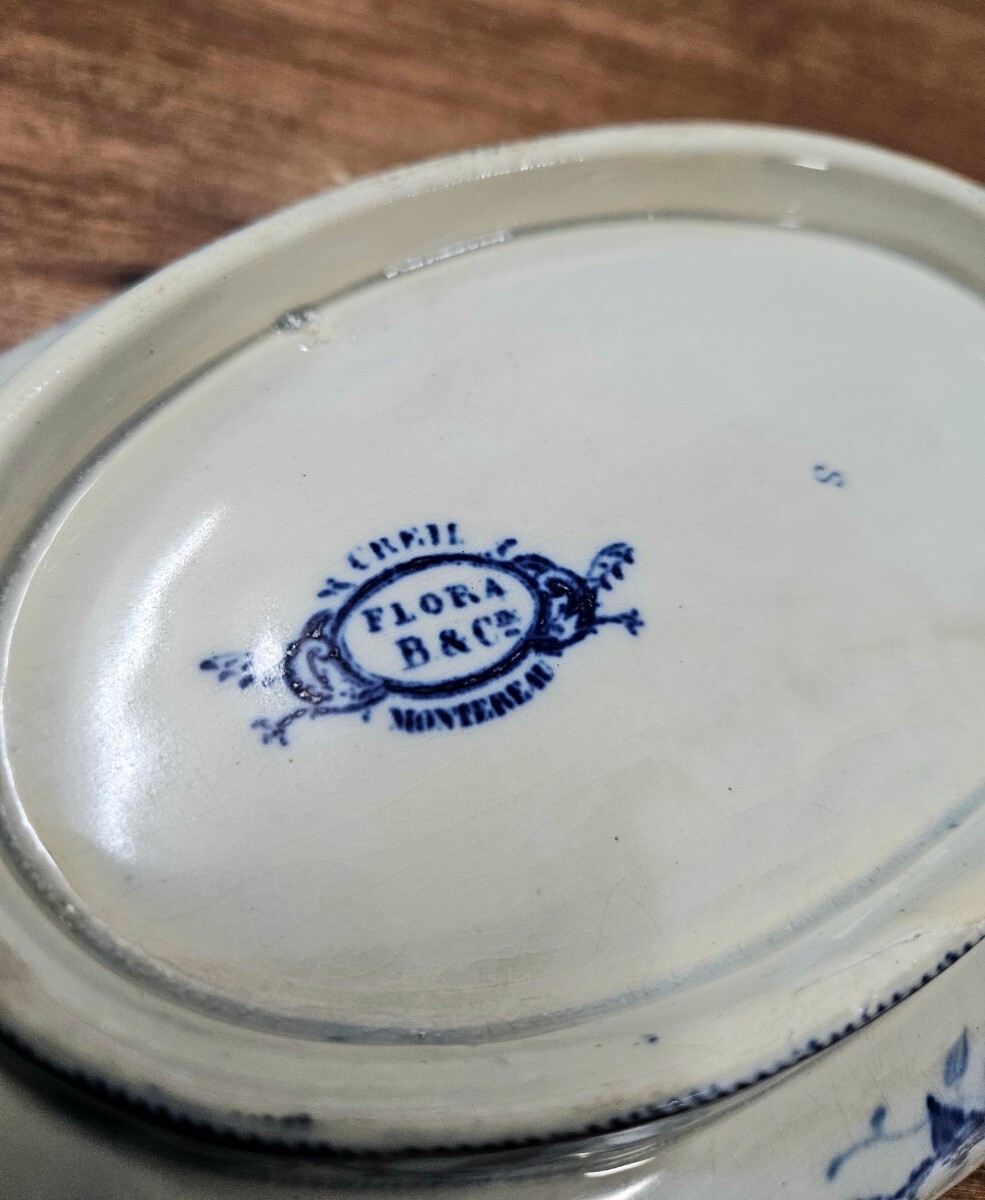 CREIL
FLORA
B & Cie
MONTEREAU
S